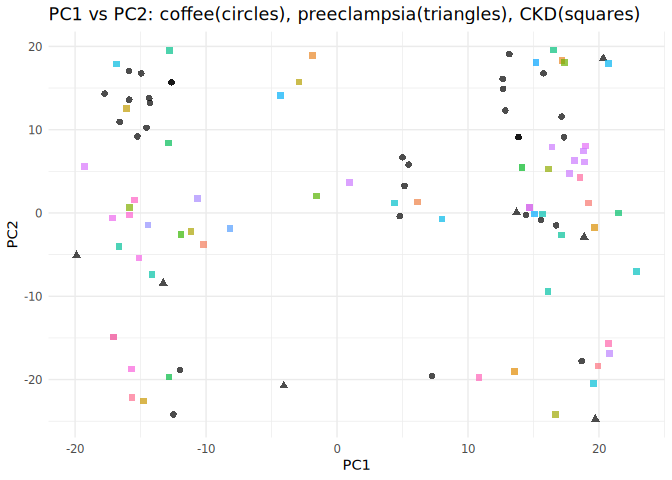 PC1 vs PC2: coffee(circles), preeclampsia(triangles), CKD(squares)
20
10
0
-10
-20
PC2
-20 -10 0 10 20
PC1